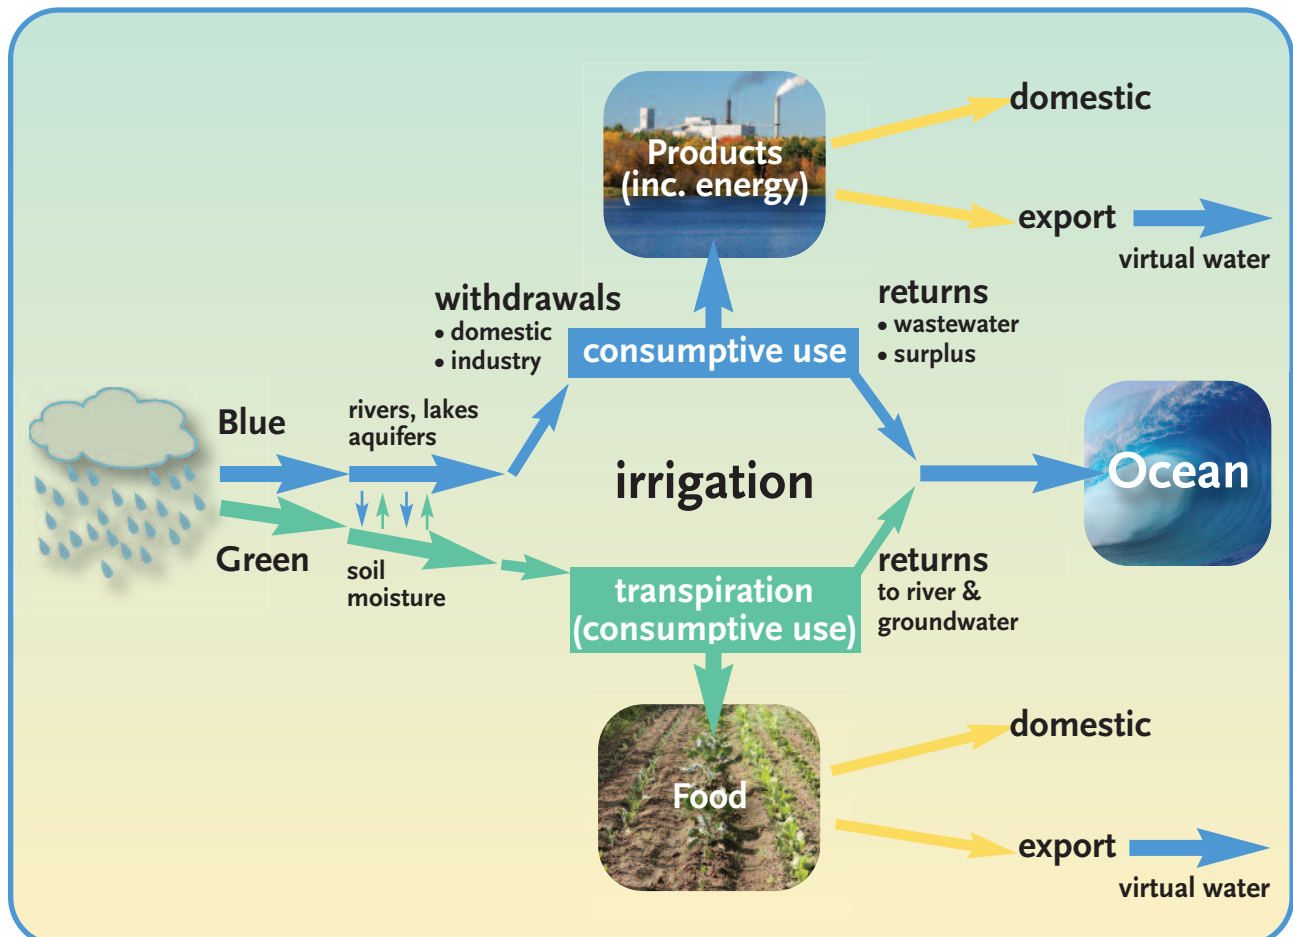 domestic
Products
(inc. energy)
export
virtual water
withdrawals
• domestic
• industry
consumptive use
returns
• wastewater
• surplus
Blue
rivers, lakes
aquifers
irrigation
Ocean
Green
soil
moisture
transpiration
(consumptive use)
returns
to river &
groundwater
Food
domestic
export
virtual water